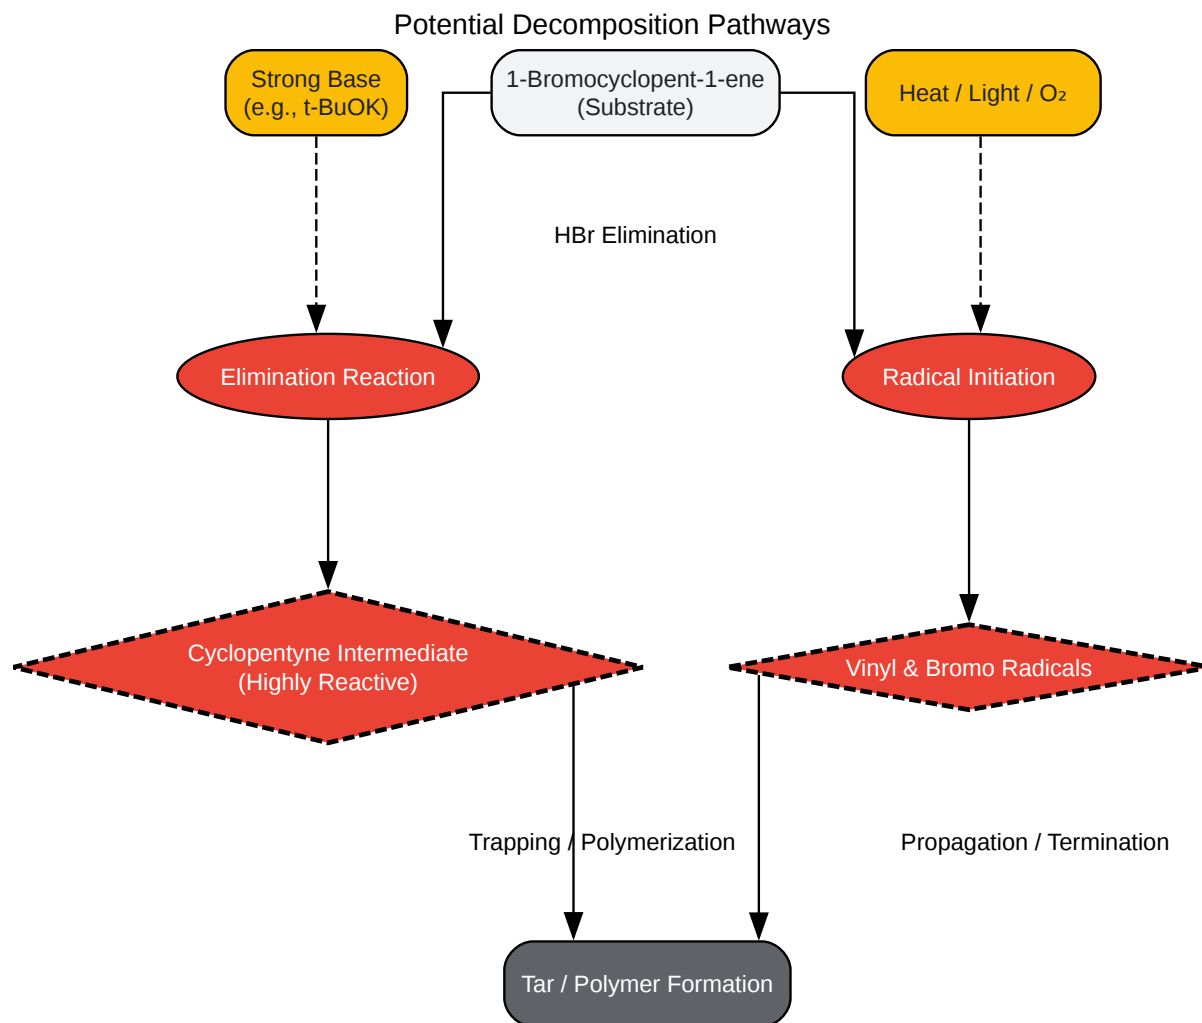 Potential Decomposition Pathways
Strong Base
(e.g., t-BuOK)
1-Bromocyclopent-1-ene
(Substrate)
Heat / Light / O₂
HBr Elimination
Elimination Reaction
Radical Initiation
Cyclopentyne Intermediate
(Highly Reactive)
Vinyl & Bromo Radicals
Trapping / Polymerization
Propagation / Termination
Tar / Polymer Formation